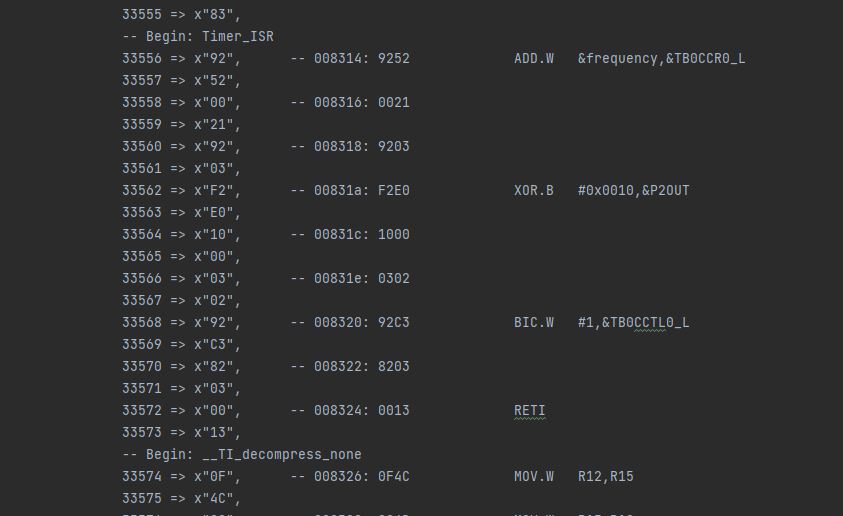 33555 => x"83",
-- Begin: Timer_ISR
33556 => x"92",      -- 008314: 9252             ADD.W   &frequency,&TB0CCR0_L
33557 => x"52",
33558 => x"00",      -- 008316: 0021
33559 => x"21",
33560 => x"92",      -- 008318: 9203
33561 => x"03",
33562 => x"F2",      -- 00831a: F2E0             XOR.B   #0x0010,&P2OUT
33563 => x"E0",
33564 => x"10",      -- 00831c: 1000
33565 => x"00",
33566 => x"03",      -- 00831e: 0302
33567 => x"02",
33568 => x"92",      -- 008320: 92C3             BIC.W   #1,&TB0CCTL0_L
33569 => x"C3",
33570 => x"82",      -- 008322: 8203
33571 => x"03",
33572 => x"00",      -- 008324: 0013             RETI
33573 => x"13",
-- Begin: __TI_decompress_none
33574 => x"0F",      -- 008326: 0F4C             MOV.W   R12,R15
33575 => x"4C",